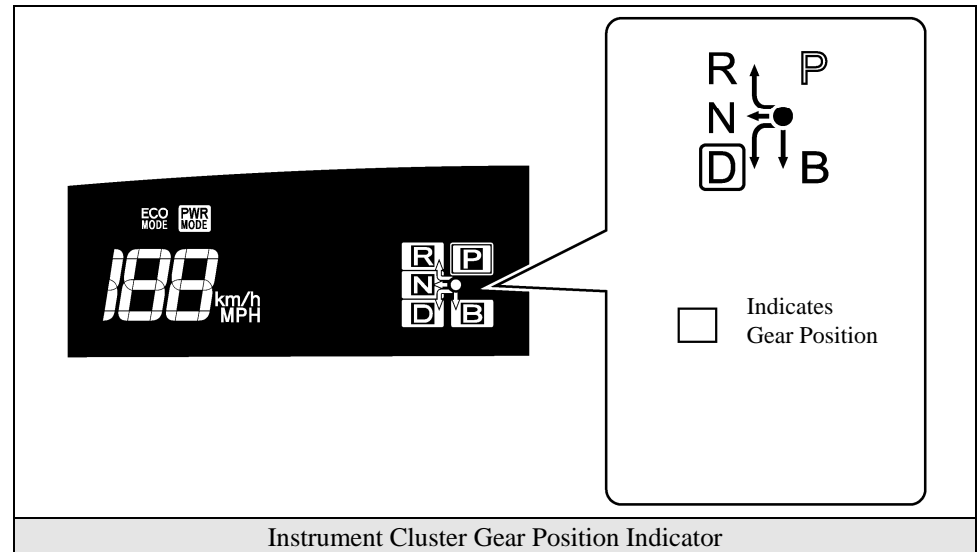 R P
N
D B
ECO MODE PWR MODE
188 km/h MPH
R P
N
D B
Indicates
Gear Position
Instrument Cluster Gear Position Indicator